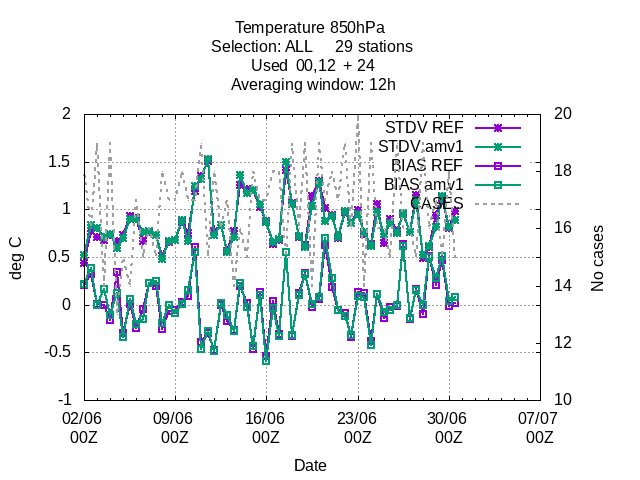 Temperature 850hPa
Selection: ALL 29 stations
Used 00,12 + 24
Averaging window: 12h
2 20
STDV REF
STDV amv1
1.5 18
BIAS REF
BIAS amv1
CASES
1 16
deg C
No cases
0.5 14
0
-0.5 12
-1 10
02/06 09/06 16/06 23/06 30/06 07/07
00Z 00Z 00Z 00Z 00Z 00Z
Date